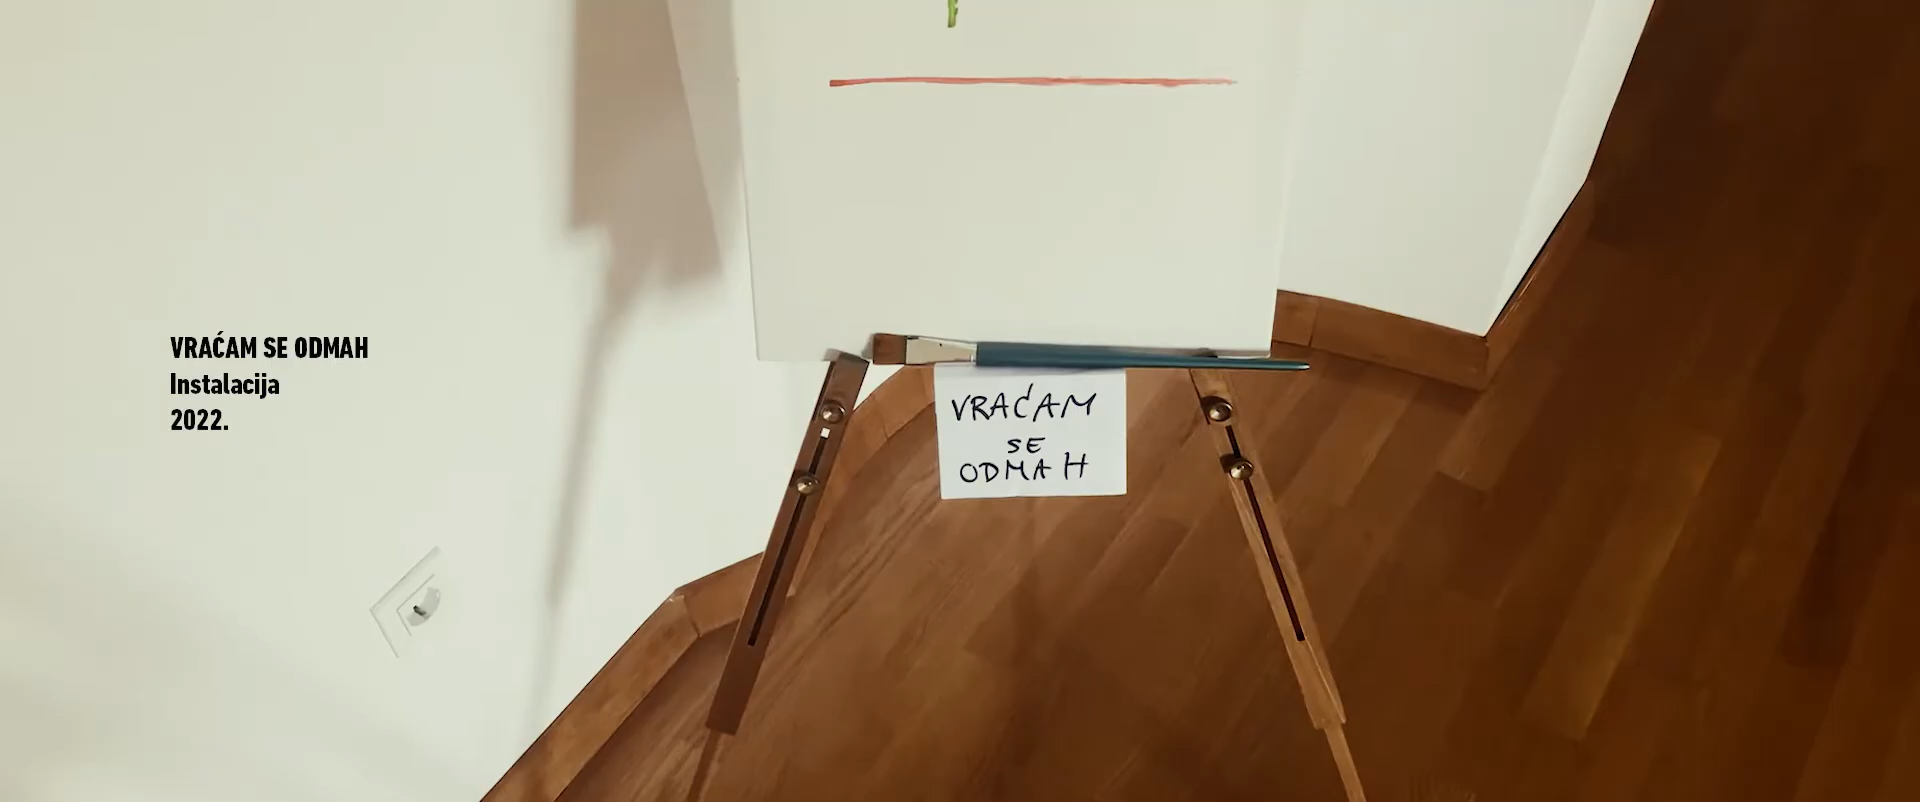 VRAĆAM SE ODMAH
Instalacija
2022.
VRAĆAM
SE
ODMAH